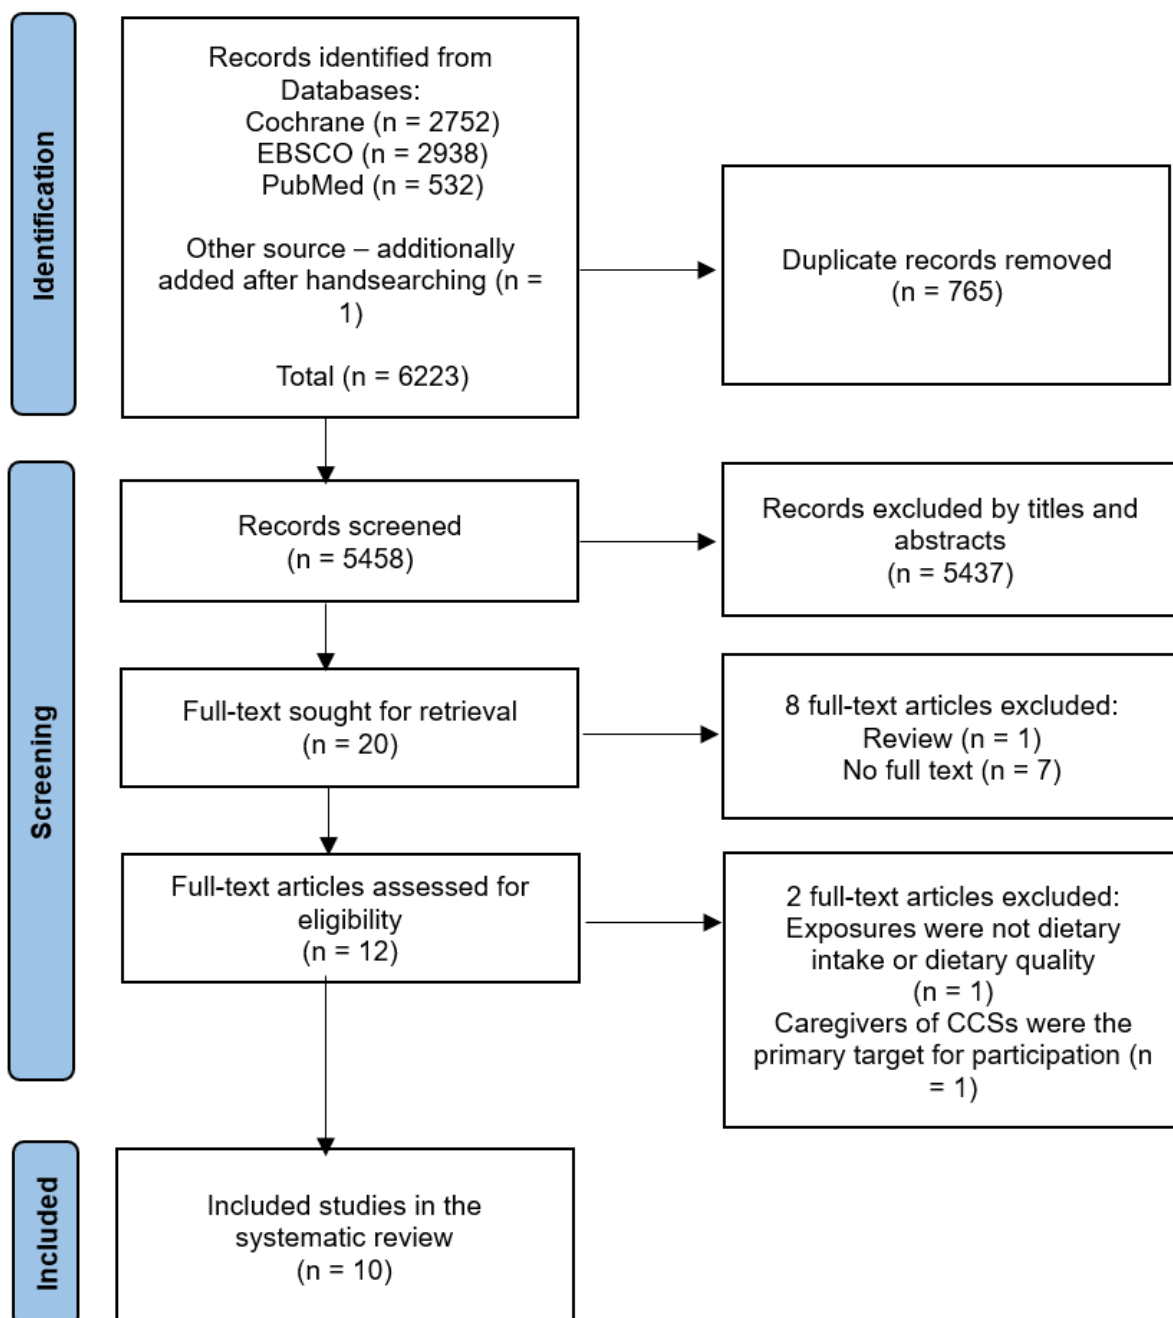 Identification
Records identified from
Databases:
Cochrane (n = 2752)
EBSCO (n = 2938)
PubMed (n = 532)
Other source – additionally
added after handsearching (n =
1)
Total (n = 6223)
Duplicate records removed
(n = 765)
Screening
Records screened
(n = 5458)
Records excluded by titles and
abstracts
(n = 5437)
Full-text sought for retrieval
(n = 20)
8 full-text articles excluded:
Review (n = 1)
No full text (n = 7)
Full-text articles assessed for
eligibility
(n = 12)
2 full-text articles excluded:
Exposures were not dietary
intake or dietary quality
(n = 1)
Caregivers of CCSs were the
primary target for participation (n
= 1)
Included
Included studies in the
systematic review
(n = 10)